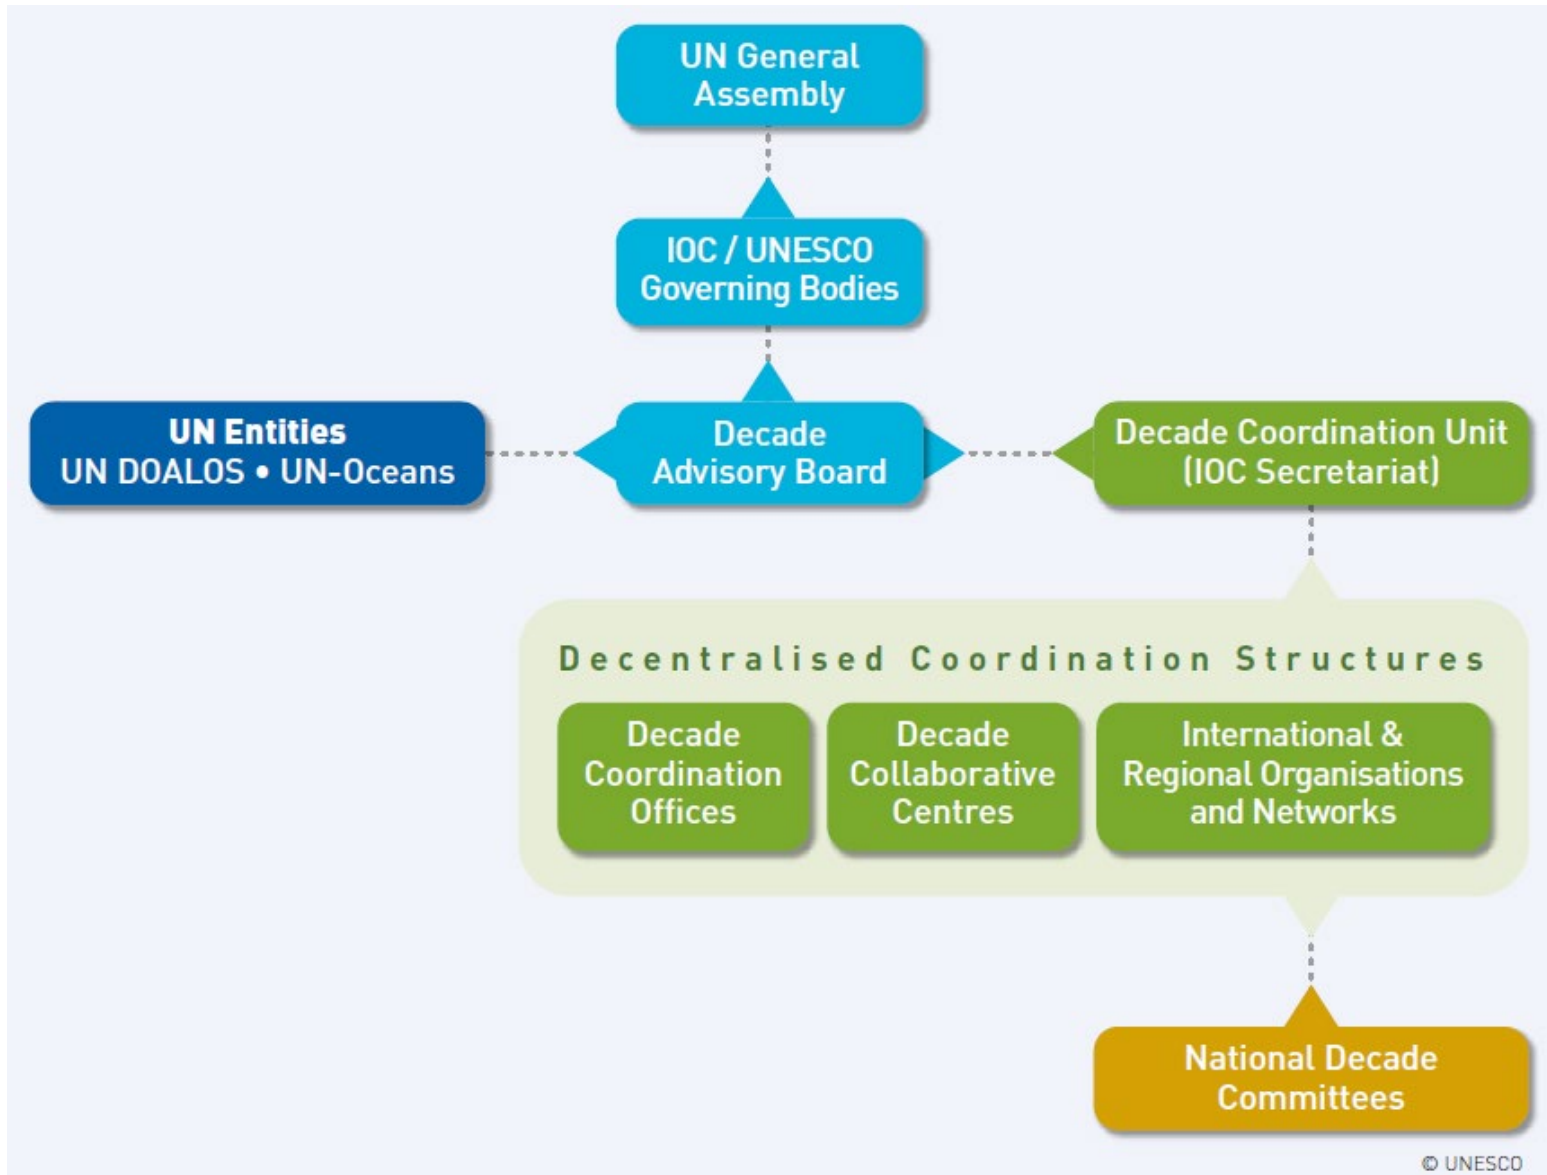 UN General
Assembly
IOC / UNESCO
Governing Bodies
UN Entities
UN DOALOS • UN-Oceans
Decade
Advisory Board
Decade Coordination Unit
(IOC Secretariat)
Decentralised Coordination Structures
Decade
Coordination
Offices
Decade
Collaborative
Centres
International &
Regional Organisations
and Networks
National Decade
Committees
© UNESCO